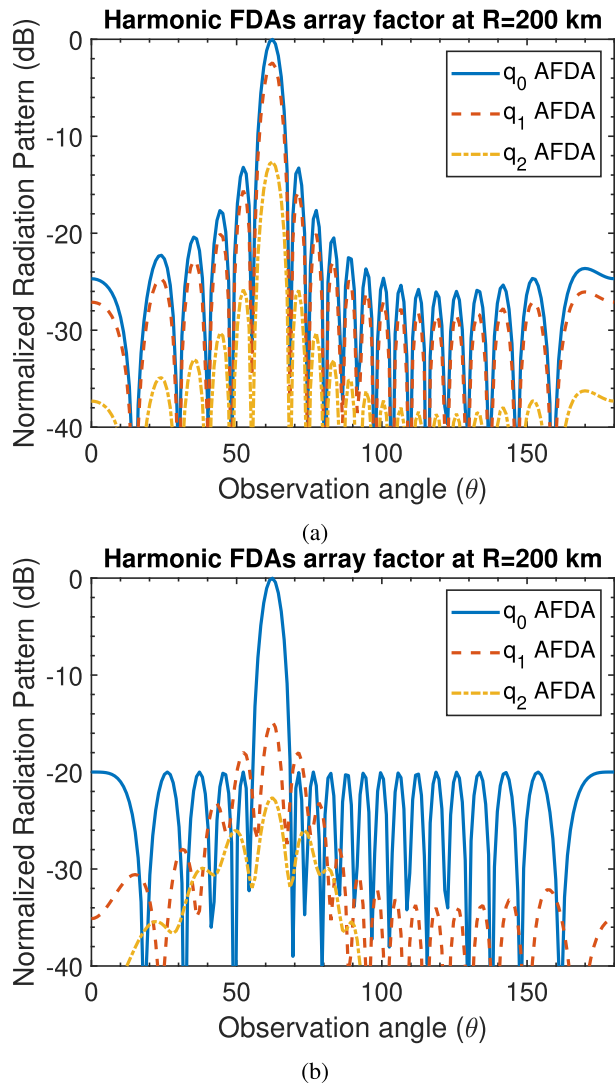 Harmonic FDAs array factor at R=200 km
Normalized Radiation Pattern (dB)
0
-10
-20
-30
-40
q0 AFDA
q1 AFDA
q2 AFDA
0
50
100
150
Observation angle (θ)
(a)
Harmonic FDAs array factor at R=200 km
Normalized Radiation Pattern (dB)
0
-10
-20
-30
-40
q0 AFDA
q1 AFDA
q2 AFDA
0
50
100
150
Observation angle (θ)
(b)